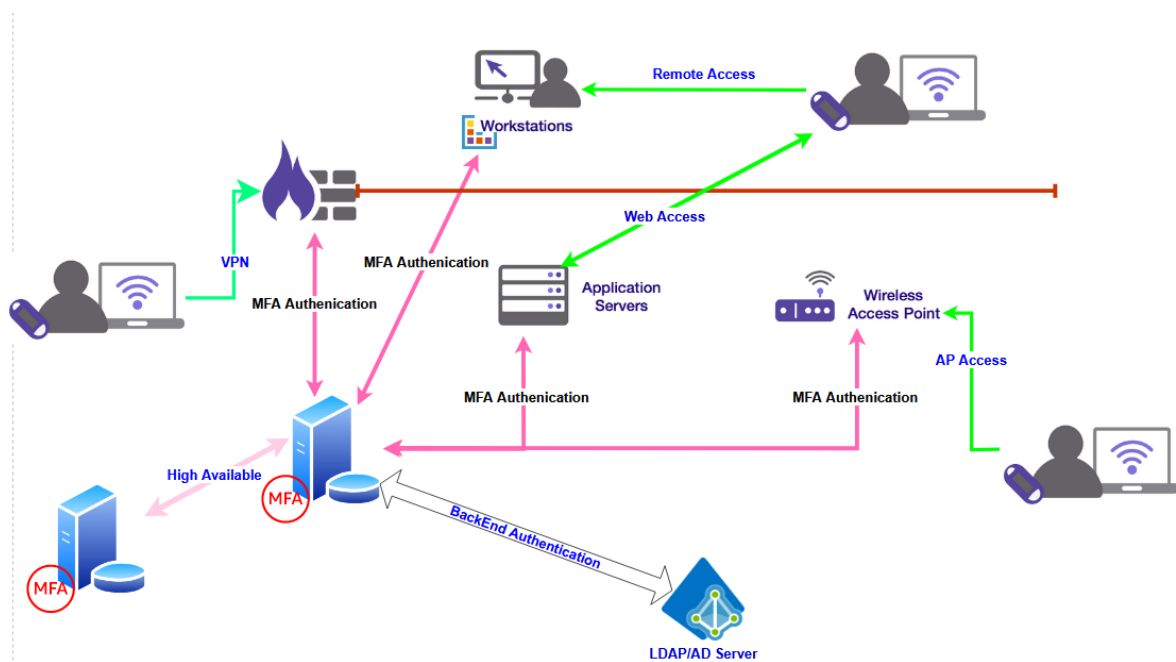 Remote Access
Workstations
Web Access
VPN
MFA Authenication
MFA Authenication
Application
Servers
Wireless
Access Point
AP Access
MFA Authenication
MFA Authenication
High Available
MFA
BackEnd Authentication
MFA
LDAP/AD Server